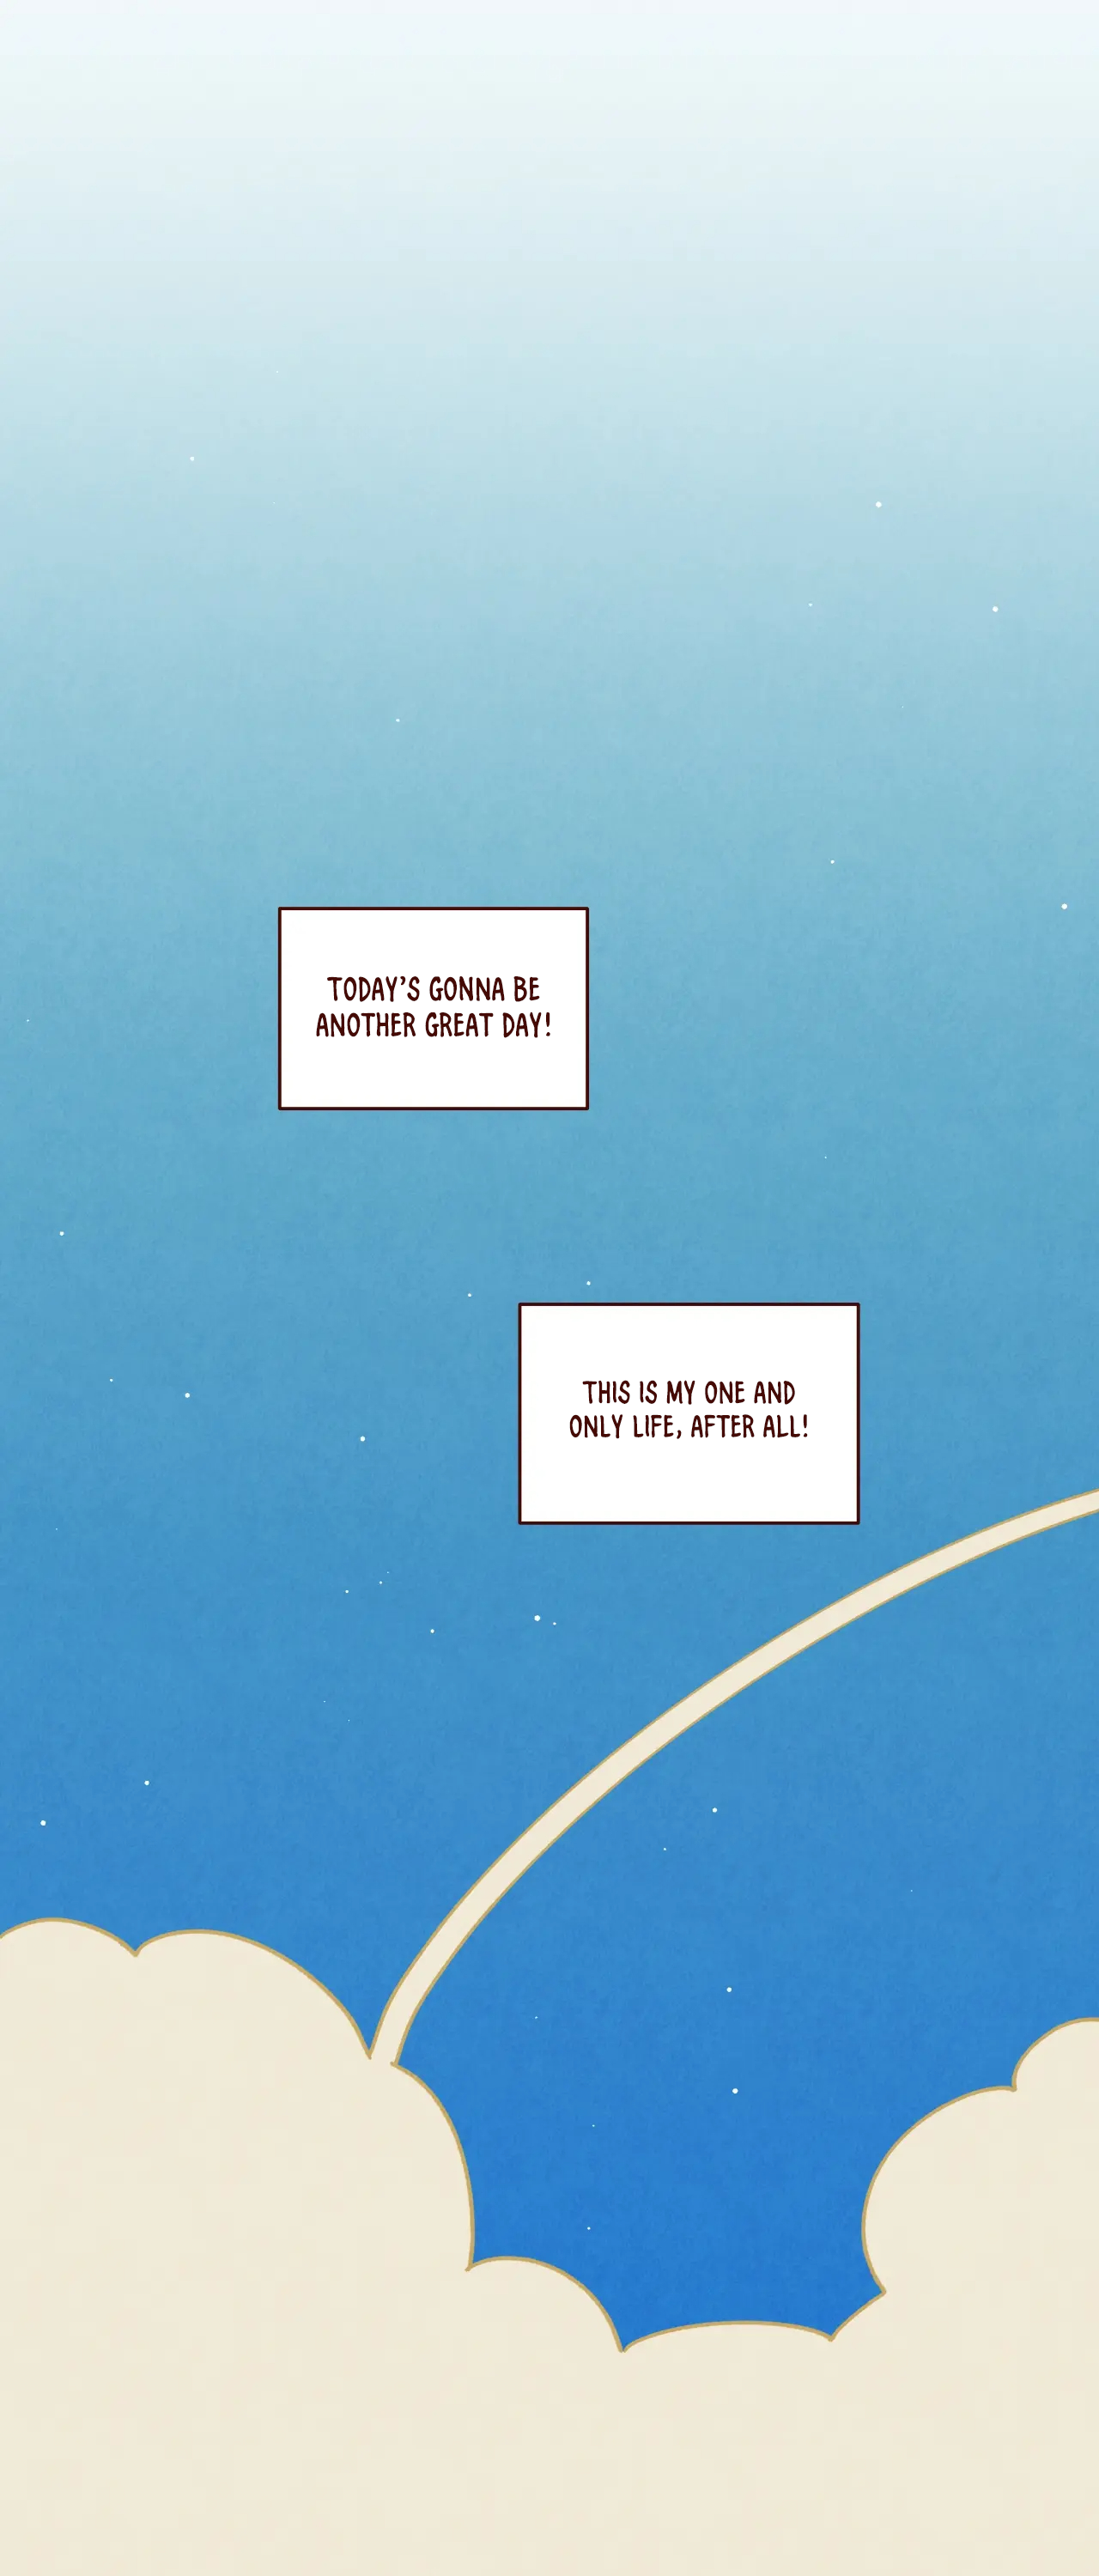 TODAY'S GONNA BE
ANOTHER GREAT DAY!
THIS IS MY ONE AND
ONLY LIFE, AFTER ALL!